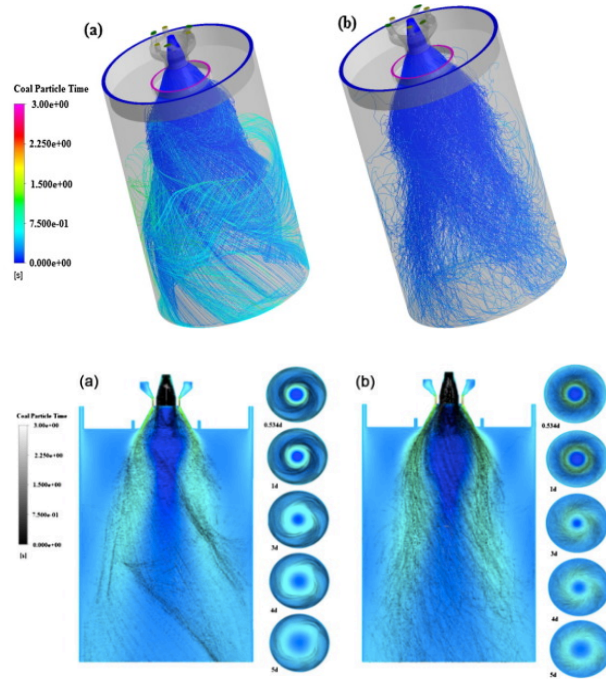 (a)
(b)
Coal Particle Time
3.00e+00
2.250e+00
1.500e+00
7.500e-01
0.000e+00
[s]
(a)
(b)
Coal Particle Time
3.00e+00
2.250e+00
1.500e+00
7.500e-01
0.000e+00
[s]
0.534d
1d
3d
4d
5d
0.534d
1d
3d
4d
5d